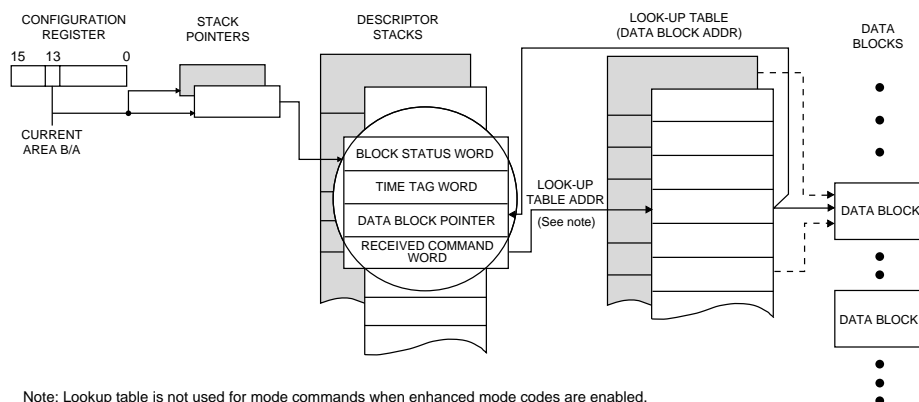 CONFIGURATION
REGISTER
15 13 0
CURRENT
AREA B/A
STACK
POINTERS
DESCRIPTOR
STACKS
BLOCK STATUS WORD
TIME TAG WORD
DATA BLOCK POINTER
RECEIVED COMMAND
WORD
LOOK-UP
TABLE ADDR
(See note)
LOOK-UP TABLE
(DATA BLOCK ADDR)
DATA
BLOCKS
DATA BLOCK
DATA BLOCK
Note: Lookup table is not used for mode commands when enhanced mode codes are enabled.